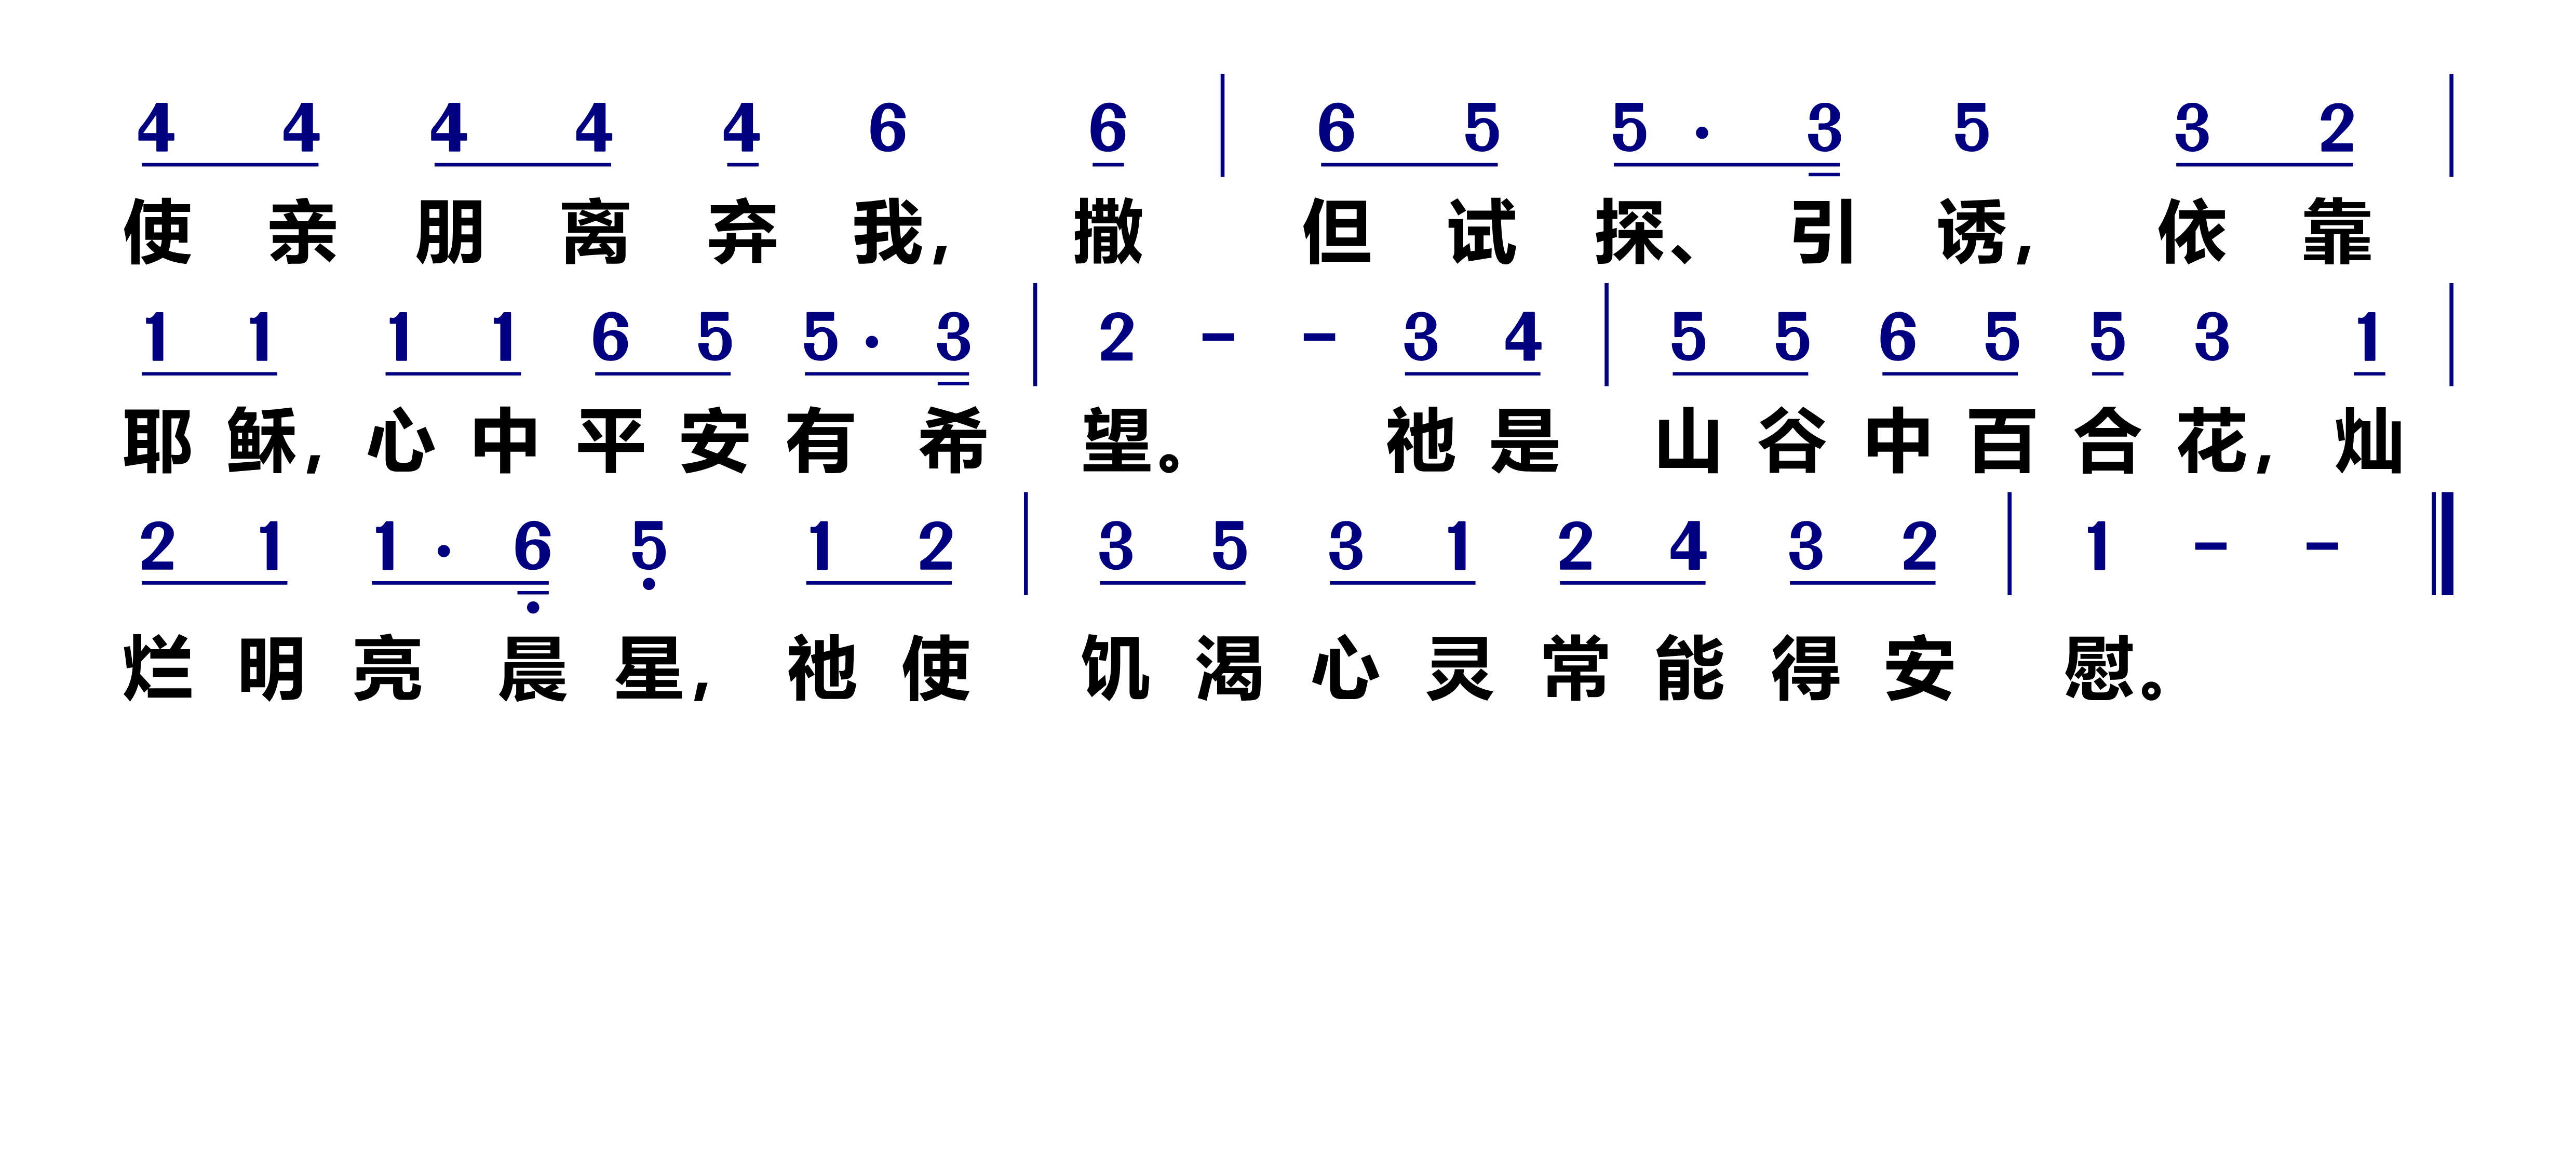 4 4 4 4 4 6 6 | 6 5 5 · 3 5 3 2 |
使 亲 朋 离 弃 我， 撒 但 试 探、 引 诱， 依 靠
1 1 1 1 6 5 5 · 3 | 2 – – 3 4 | 5 5 6 5 5 3 1 |
耶 稣， 心 中 平 安 有 希 望。 祂 是 山 谷 中 百 合 花， 灿
2 1 1 · 6 5 1 2 | 3 5 3 1 2 4 3 2 | 1 – –
烂 明 亮 晨 星， 祂 使 饥 渴 心 灵 常 能 得 安 慰。